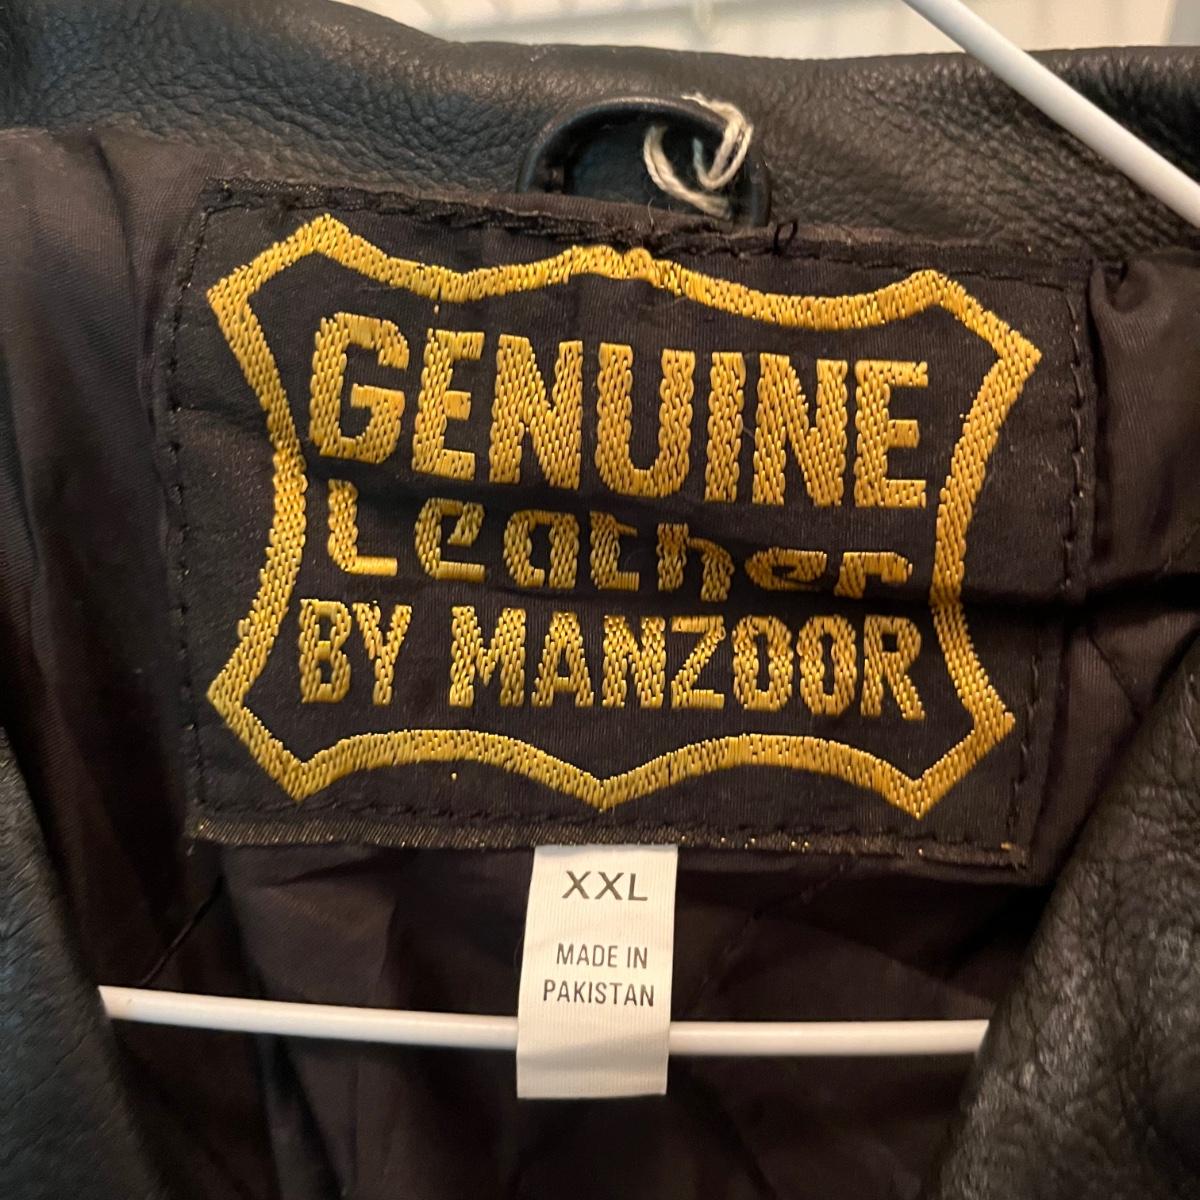 GENUINE
Leather
BY MANZOOR
XXL
MADE IN
PAKISTAN